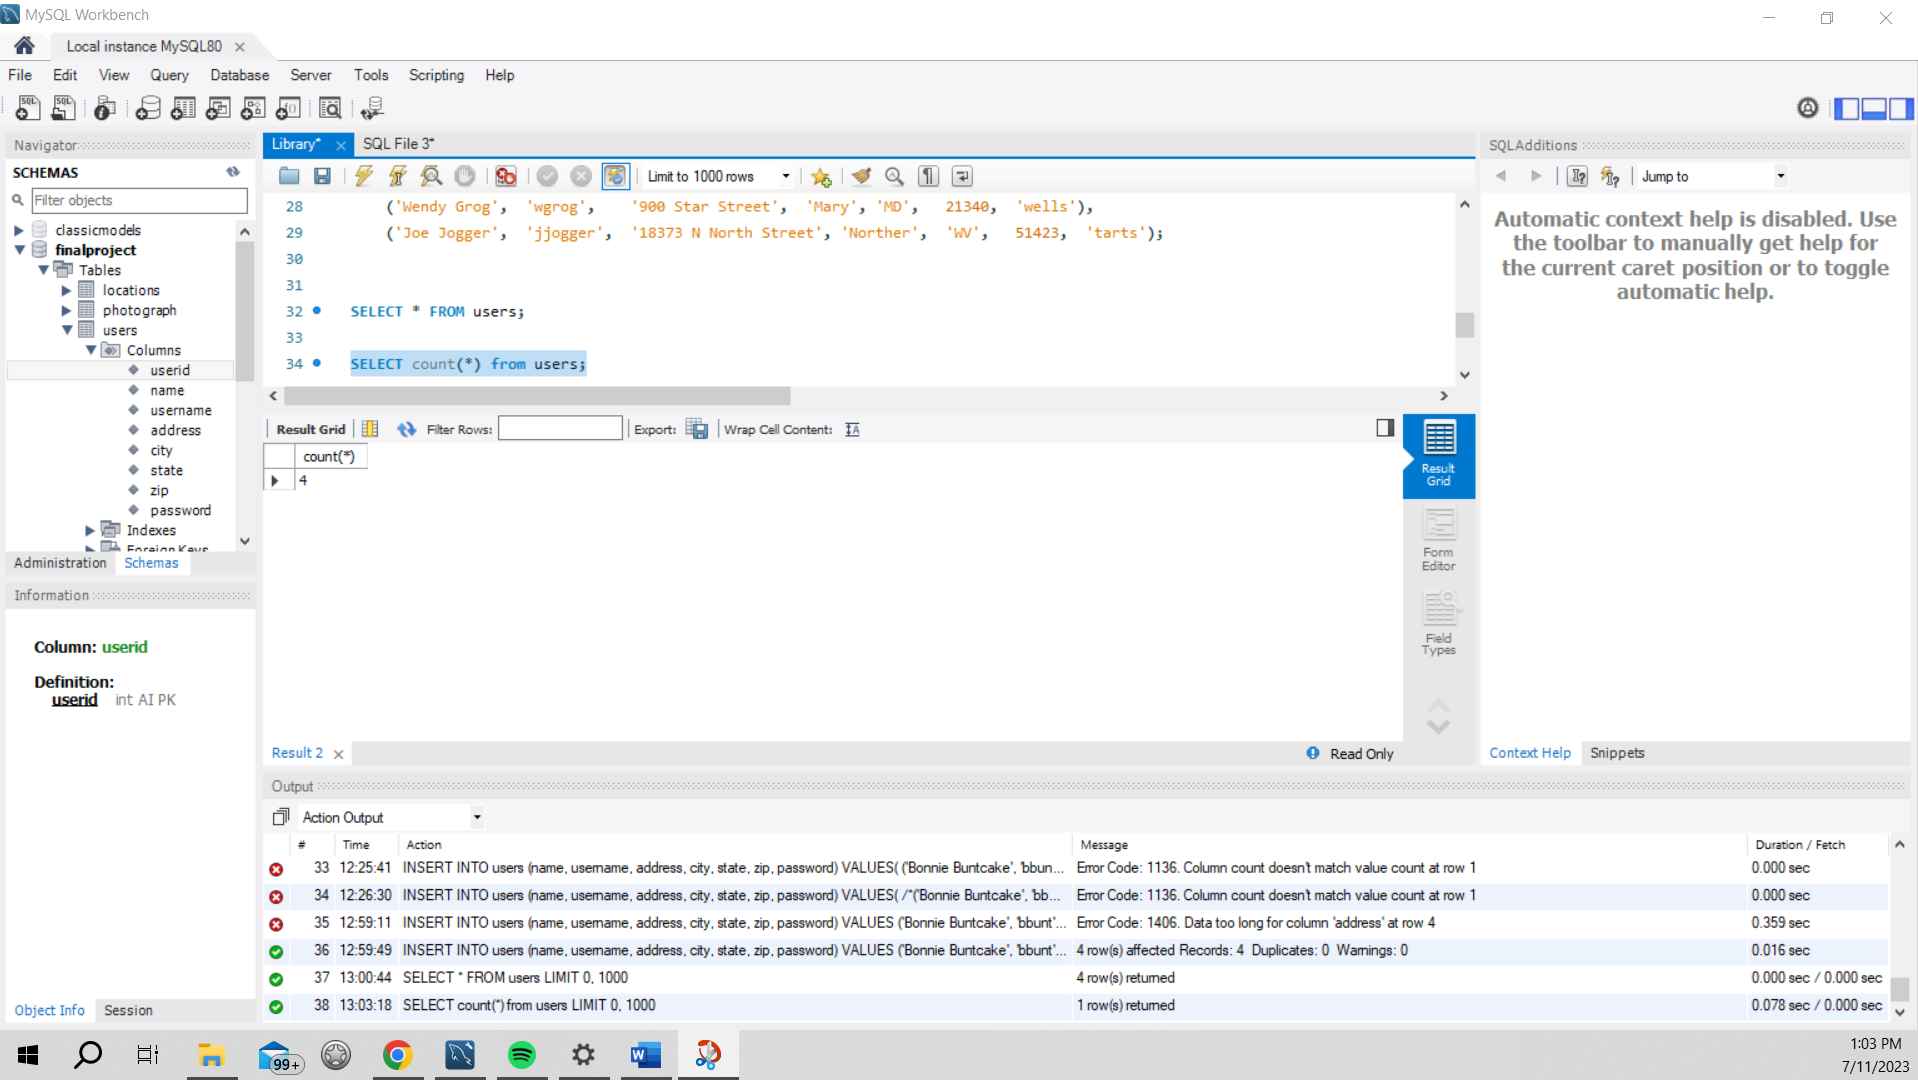 MySQL Workbench
Local instance MySQL80
File Edit View Query Database Server Tools Scripting Help
Navigator
SCHEMAS
Filter objects
classicmodels
finalproject
Tables
locations
photograph
users
Columns
userid
name
username
address
city
state
zip
password
Indexes
Foreign Keys
Administration Schemas
Information
Column: userid
Definition:
userid int AI PK
Object Info Session
Library* SQL File 3*
Limit to 1000 rows
28 ('Wendy Grog', 'wgrog', '900 Star Street', 'Mary', 'MD', 21340, 'wells'),
29 ('Joe Jogger', 'jjogger', '18373 N North Street', 'Norther', 'WV', 51423, 'tarts');
30
31
32 SELECT * FROM users;
33
34 SELECT count(*) from users;
Result Grid Filter Rows: Export: Wrap Cell Content: IA
count(*)
4
Result Grid
Form Editor
Field Types
Result 2 Read Only
SQLAdditions
Jump to
Automatic context help is disabled. Use
the toolbar to manually get help for
the current caret position or to toggle
automatic help.
Context Help Snippets
Output
Action Output
# Time Action Message Duration / Fetch
33 12:25:41 INSERT INTO users (name, username, address, city, state, zip, password) VALUES( ('Bonnie Buntcake', 'bbun... Error Code: 1136. Column count doesn't match value count at row 1 0.000 sec
34 12:26:30 INSERT INTO users (name, username, address, city, state, zip, password) VALUES( /*('Bonnie Buntcake', 'bb... Error Code: 1136. Column count doesn't match value count at row 1 0.000 sec
35 12:59:11 INSERT INTO users (name, username, address, city, state, zip, password) VALUES ('Bonnie Buntcake', 'bbunt'... Error Code: 1406. Data too long for column 'address' at row 4 0.359 sec
36 12:59:49 INSERT INTO users (name, username, address, city, state, zip, password) VALUES ('Bonnie Buntcake', 'bbunt'... 4 row(s) affected Records: 4 Duplicates: 0 Warnings: 0 0.016 sec
37 13:00:44 SELECT * FROM users LIMIT 0, 1000 4 row(s) returned 0.000 sec / 0.000 sec
38 13:03:18 SELECT count(*) from users LIMIT 0, 1000 1 row(s) returned 0.078 sec / 0.000 sec
99+
1:03 PM
7/11/2023